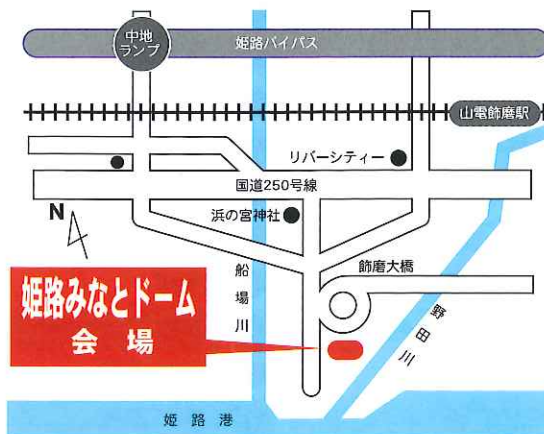 中地
ランプ
姫路バイパス
山電飾磨駅
リバーシティー
国道250号線
浜の宮神社
N
飾磨大橋
船場川
姫路みなとドーム
会場
野田川
姫路港